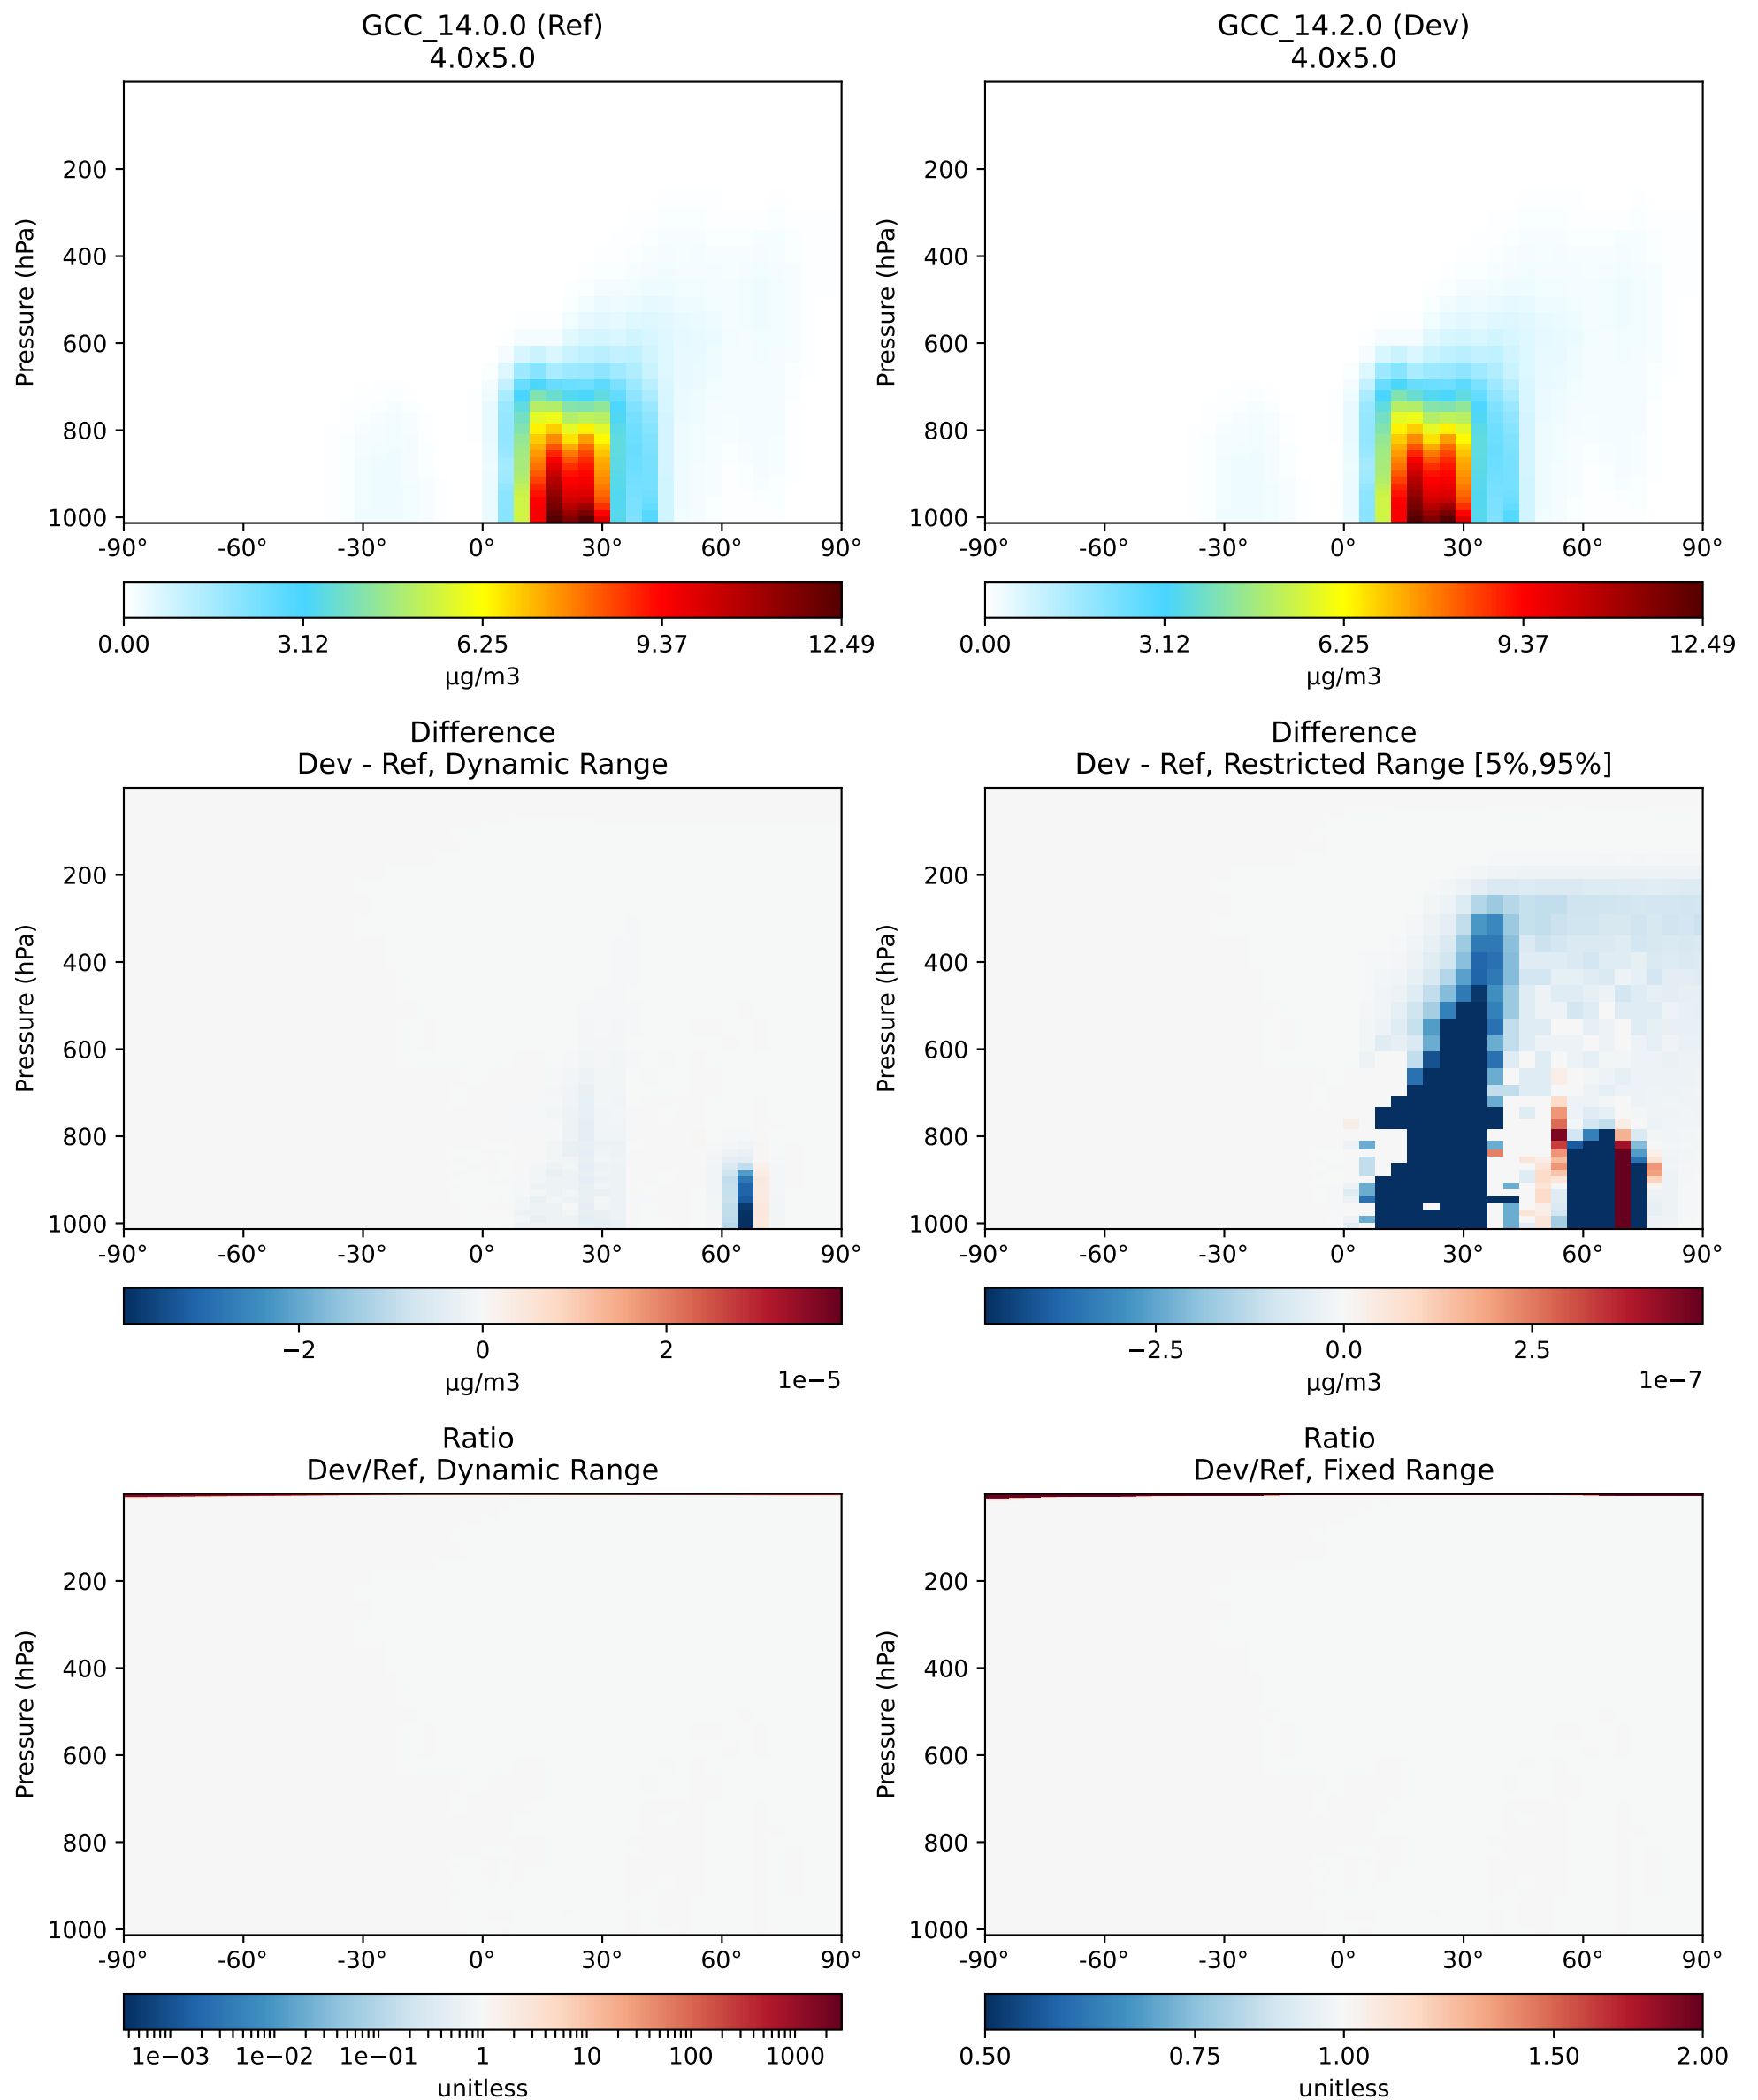 GCC_14.0.0 (Ref)
4.0x5.0
Pressure (hPa)
200
400
600
800
1000
-90° -60° -30° 0° 30° 60° 90°
0.00 3.12 6.25 9.37 12.49
µg/m3
GCC_14.2.0 (Dev)
4.0x5.0
Pressure (hPa)
200
400
600
800
1000
-90° -60° -30° 0° 30° 60° 90°
0.00 3.12 6.25 9.37 12.49
µg/m3
Difference
Dev - Ref, Dynamic Range
Pressure (hPa)
200
400
600
800
1000
-90° -60° -30° 0° 30° 60° 90°
−2 0 2
µg/m3 1e−5
Difference
Dev - Ref, Restricted Range [5%,95%]
Pressure (hPa)
200
400
600
800
1000
-90° -60° -30° 0° 30° 60° 90°
−2.5 0.0 2.5
µg/m3 1e−7
Ratio
Dev/Ref, Dynamic Range
Pressure (hPa)
200
400
600
800
1000
-90° -60° -30° 0° 30° 60° 90°
1e−03 1e−02 1e−01 1 10 100 1000
unitless
Ratio
Dev/Ref, Fixed Range
Pressure (hPa)
200
400
600
800
1000
-90° -60° -30° 0° 30° 60° 90°
0.50 0.75 1.00 1.50 2.00
unitless